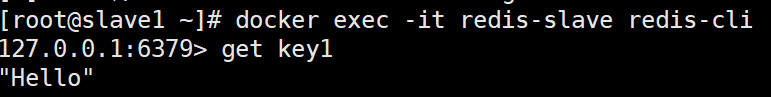 [root@slave1 ~]# docker exec -it redis-slave redis-cli
127.0.0.1:6379> get key1
"Hello"